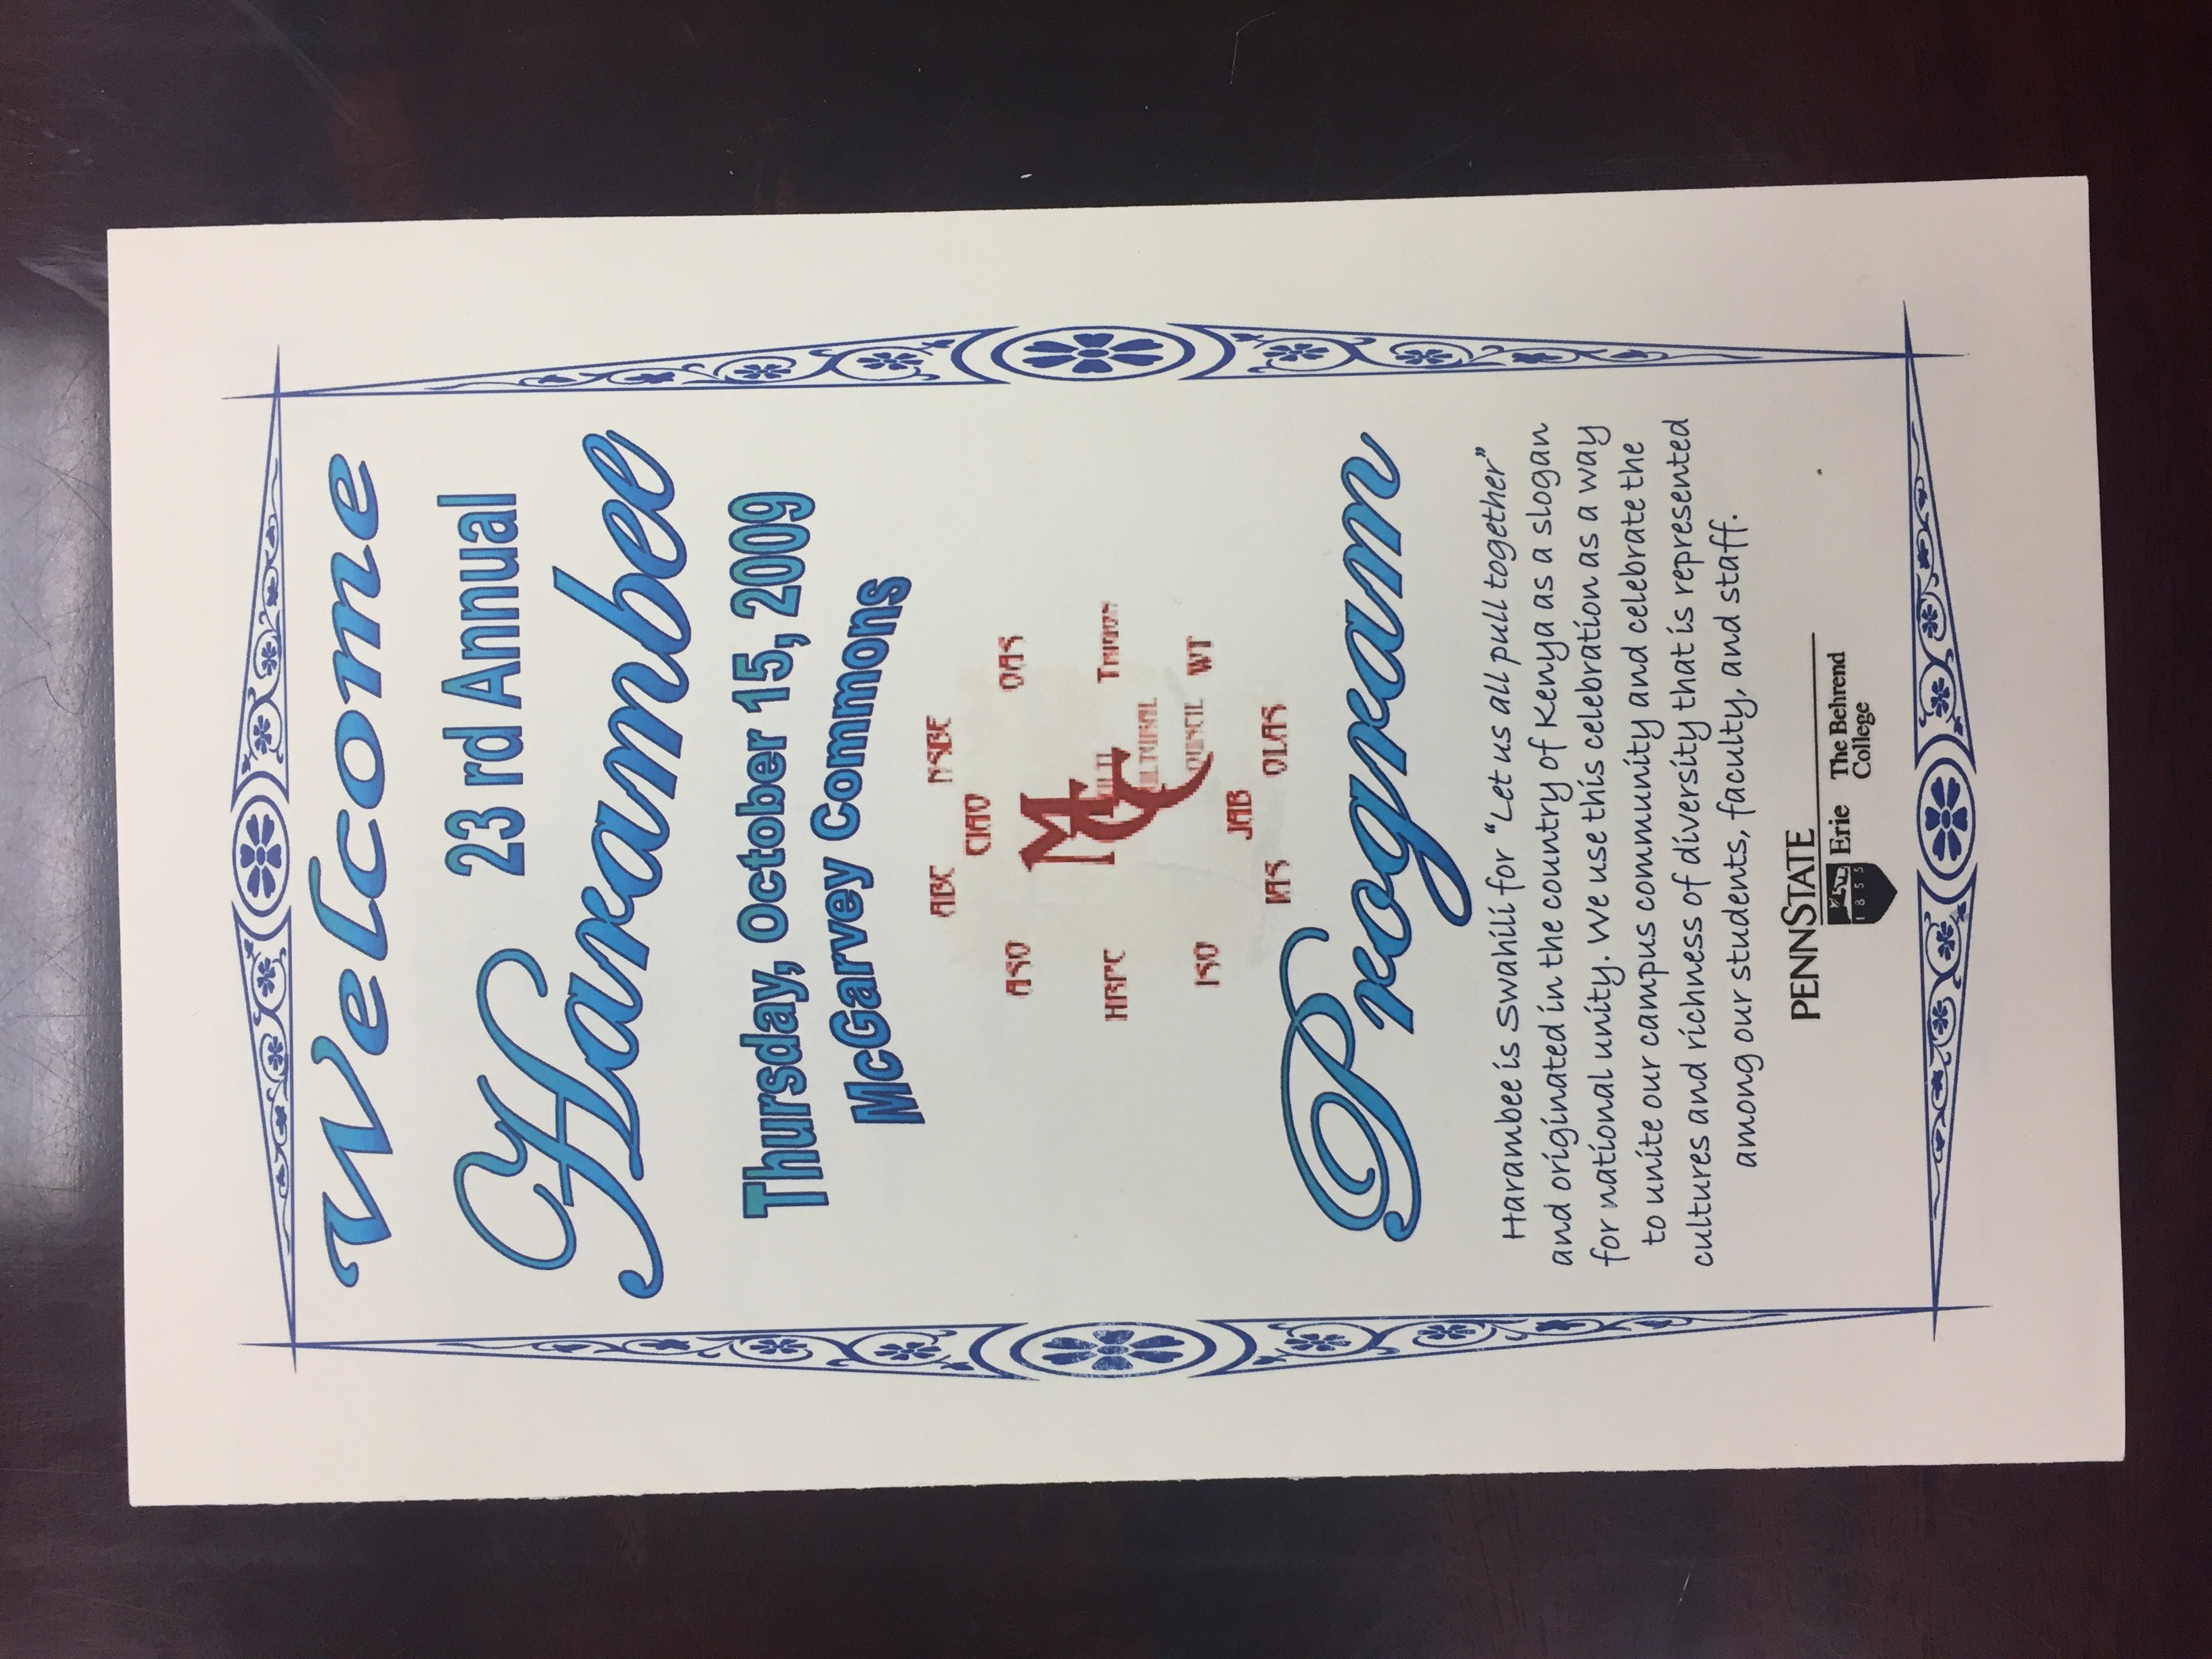 Welcome
23 rd Annual
Harambee
Thursday, October 15, 2009
McGarvey Commons
ABC NSBE
CIAO
ASO OAS
MULTI
HRPC Trigon
CULTURAL
COUNCIL
ISO WT
JAB
IAS OLAS
Program
Harambee is Swahili for “Let us all pull together”
and originated in the country of Kenya as a slogan
for national unity. We use this celebration as a way
to unite our campus community and celebrate the
cultures and richness of diversity that is represented
among our students, faculty, and staff.
PENNSTATE
1855 Erie The Behrend
College